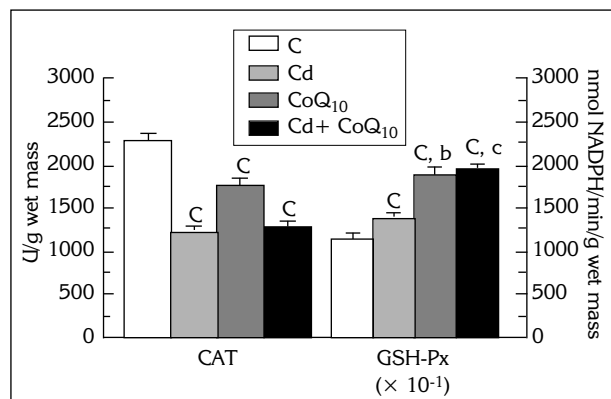 C
Cd
CoQ10
Cd+ CoQ10
3000
2500
2000
1500
1000
500
0
U/g wet mass
C
C
C
C
C, b
C, c
3000
2500
2000
1500
1000
500
0
nmol NADPH/min/g wet mass
CAT
GSH-Px
(× 10-1)